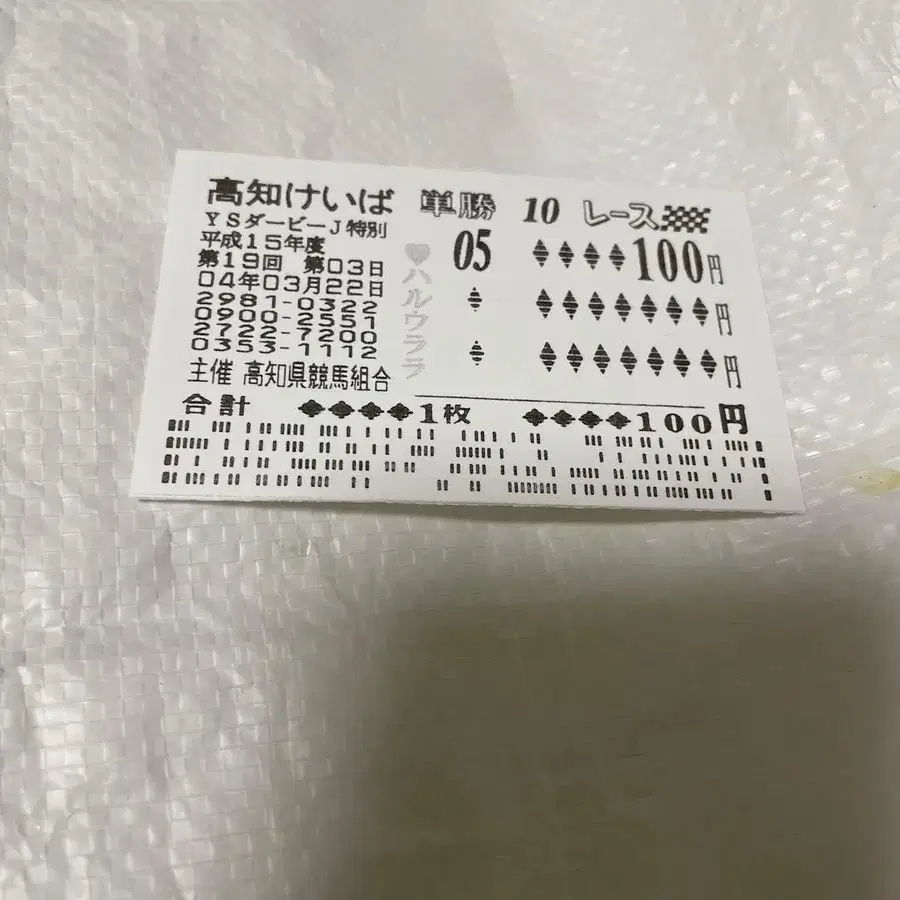 高知けいば 単勝 10 レース
YSダービーJ特別
平成15年度
第19回 第03日
04年03月22日
2981-0322
0900-2551
2722-7200
0353-1112
主催 高知県競馬組合
♥ハルウララ
05 ♦♦♦♦100円
♦ ♦♦♦♦♦♦♦円
♦ ♦♦♦♦♦♦♦円
合計 ✤✤✤✤1枚 ✤✤✤✤100円